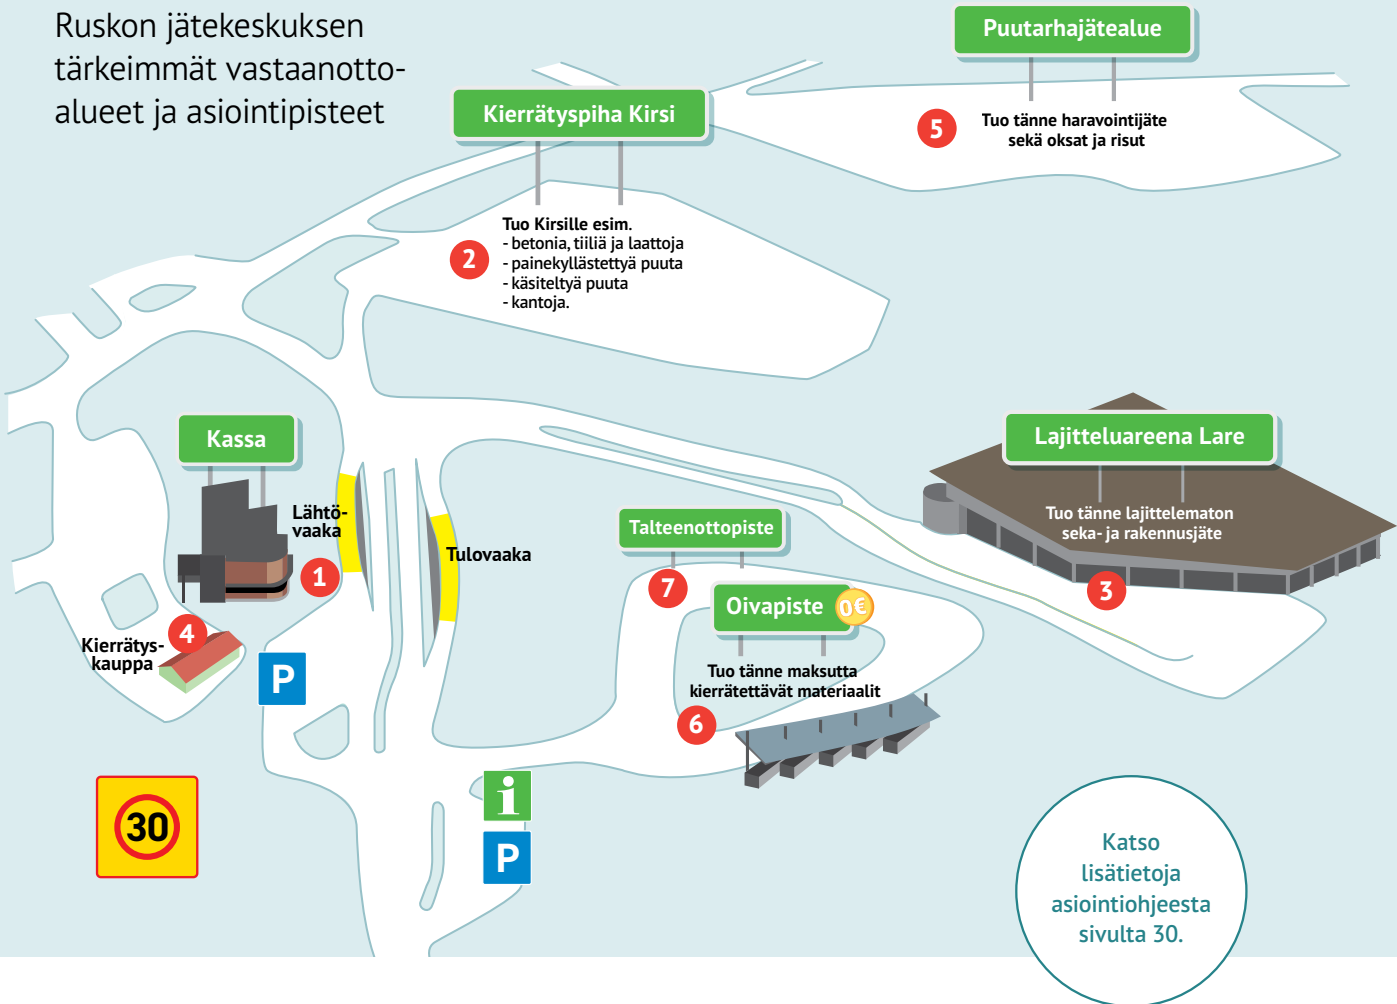 Ruskon jätekeskuksen
tärkeimmät vastaanotto-
alueet ja asiointipisteet
Puutarhajätealue
5
Tuo tänne haravointijäte
sekä oksat ja risut
Kierrätyspiha Kirsi
2
Tuo Kirsille esim.
- betonia, tiiliä ja laattoja
- painekyllästettyä puuta
- käsiteltyä puuta
- kantoja.
Kassa
Lähtö-
vaaka
1
Tulovaaka
Lajitteluareena Lare
Tuo tänne lajittelematon
seka- ja rakennusjäte
3
Talteenottopiste
7
Oivapiste 0€
Tuo tänne maksutta
kierrätettävät materiaalit
6
4
Kierrätys-
kauppa
P
30
i
P
Katso
lisätietoja
asiointiohjeesta
sivulta 30.